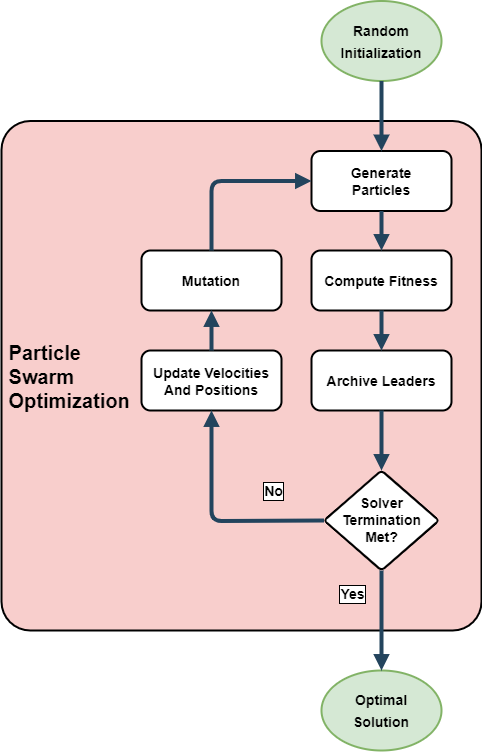 Random
Initialization
Generate
Particles
Mutation
Compute Fitness
Particle
Swarm
Optimization
Update Velocities
And Positions
Archive Leaders
No
Solver
Termination
Met?
Yes
Optimal
Solution